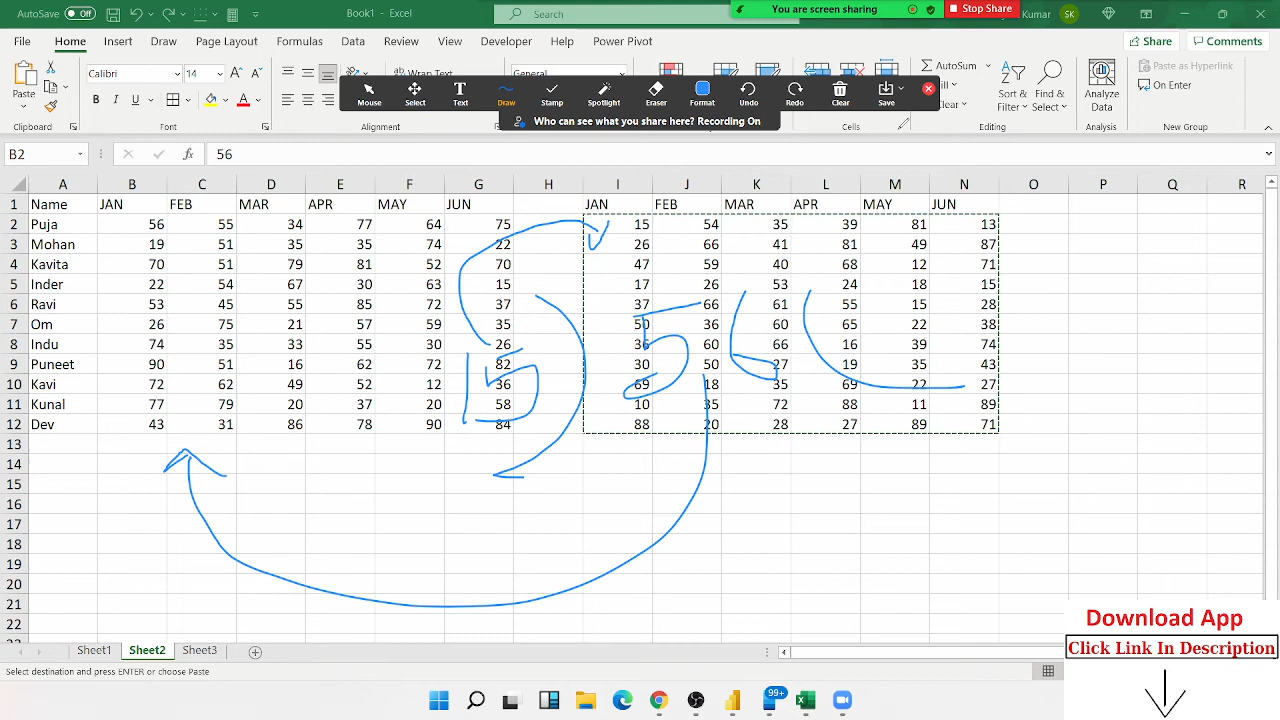 AutoSave Off Book1 - Excel Search You are screen sharing Stop Share Kumar SK
File Home Insert Draw Page Layout Formulas Data Review View Developer Help Power Pivot Share Comments
Calibri 14 Wrap Text General AutoSum Paste as Hyperlink
Mouse Select Text Draw Stamp Spotlight Eraser Format Undo Redo Clear Save
Paste B I U A Sort & Filter Find & Select Analyze Data On Enter
Who can see what you share here? Recording On
Clipboard Font Alignment Cells Editing Analysis New Group
B2 fx 56
A B C D E F G H I J K L M N O P Q R
1 Name JAN FEB MAR APR MAY JUN JAN FEB MAR APR MAY JUN
2 Puja 56 55 34 77 64 75 15 54 35 39 81 13
3 Mohan 19 51 35 35 74 22 26 66 41 81 49 87
4 Kavita 70 51 79 81 52 70 47 59 40 68 12 71
5 Inder 22 54 67 30 63 15 17 26 53 24 18 15
6 Ravi 53 45 55 85 72 37 37 66 61 55 15 28
7 Om 26 75 21 57 59 35 50 36 60 65 22 38
8 Indu 74 35 33 55 30 26 36 60 66 16 39 74
9 Puneet 90 51 16 62 72 82 30 50 27 19 35 43
10 Kavi 72 62 49 52 12 36 69 18 35 69 22 27
11 Kunal 77 79 20 37 20 58 10 35 72 88 11 89
12 Dev 43 31 86 78 90 84 88 20 28 27 89 71
15 56
13
14
15
16
17
18
19
20
21
22
Download App
Click Link In Description
Sheet1 Sheet2 Sheet3
Select destination and press ENTER or choose Paste
99+